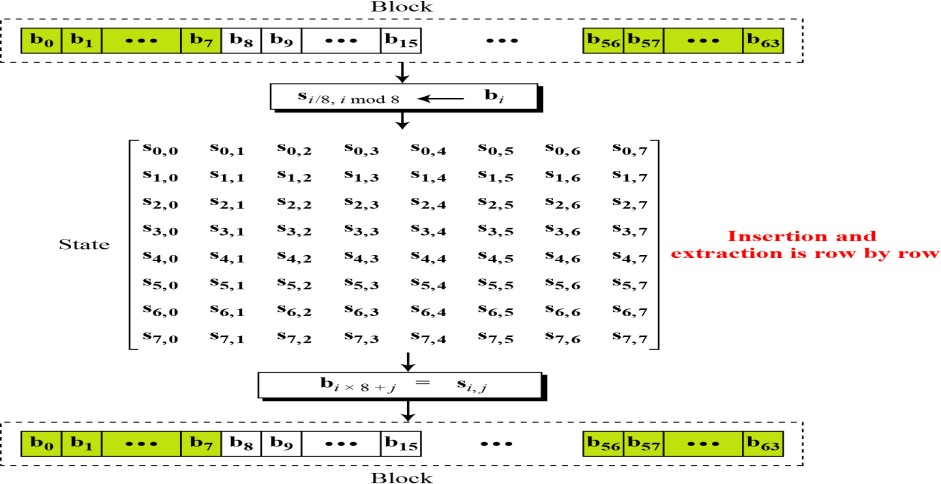 Block
b0 b1 ••• b7 b8 b9 ••• b15 ••• b56 b57 ••• b63
si/8, i mod 8 ← bi
s0,0 s0,1 s0,2 s0,3 s0,4 s0,5 s0,6 s0,7
s1,0 s1,1 s1,2 s1,3 s1,4 s1,5 s1,6 s1,7
s2,0 s2,1 s2,2 s2,3 s2,4 s2,5 s2,6 s2,7
s3,0 s3,1 s3,2 s3,3 s3,4 s3,5 s3,6 s3,7
s4,0 s4,1 s4,2 s4,3 s4,4 s4,5 s4,6 s4,7
s5,0 s5,1 s5,2 s5,3 s5,4 s5,5 s5,6 s5,7
s6,0 s6,1 s6,2 s6,3 s6,4 s6,5 s6,6 s6,7
s7,0 s7,1 s7,2 s7,3 s7,4 s7,5 s7,6 s7,7
State
Insertion and
extraction is row by row
bi × 8 + j = si,j
b0 b1 ••• b7 b8 b9 ••• b15 ••• b56 b57 ••• b63
Block